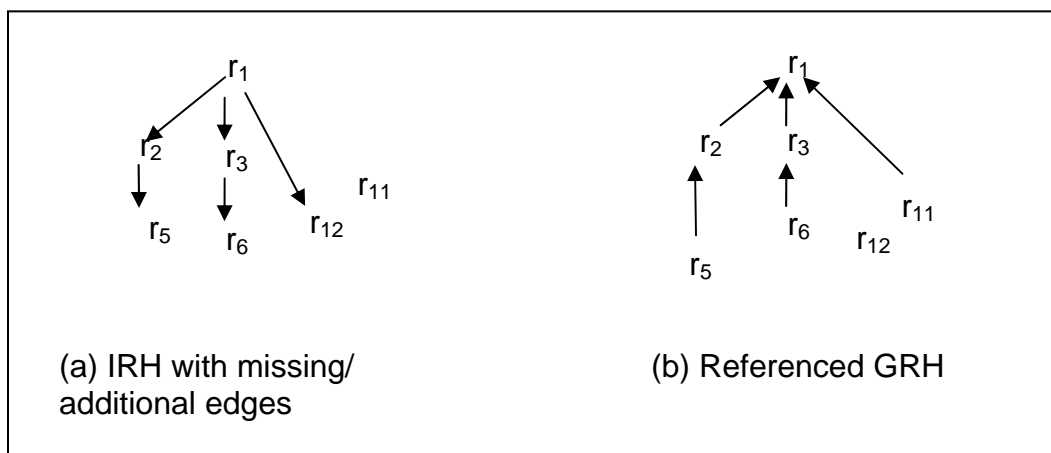 r1
r2
r3
r11
r12
r5
r6
(a) IRH with missing/
additional edges
r1
r2
r3
r11
r6
r12
r5
(b) Referenced GRH